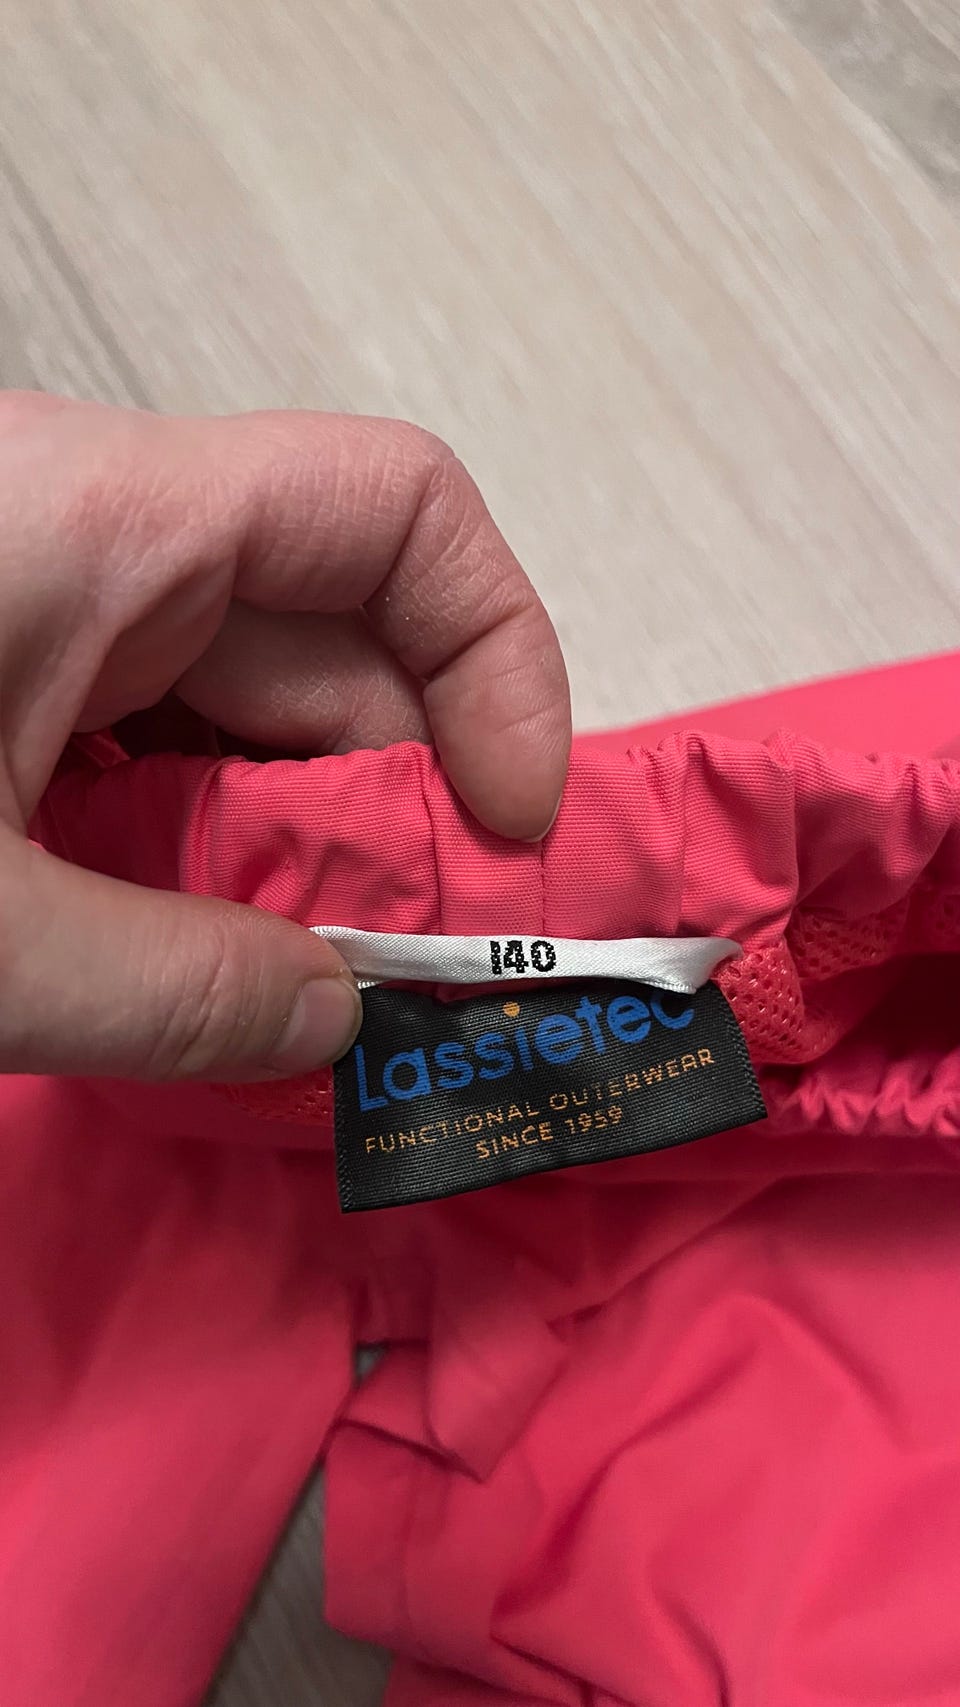 140
Lassietec
FUNCTIONAL OUTERWEAR
SINCE 1959